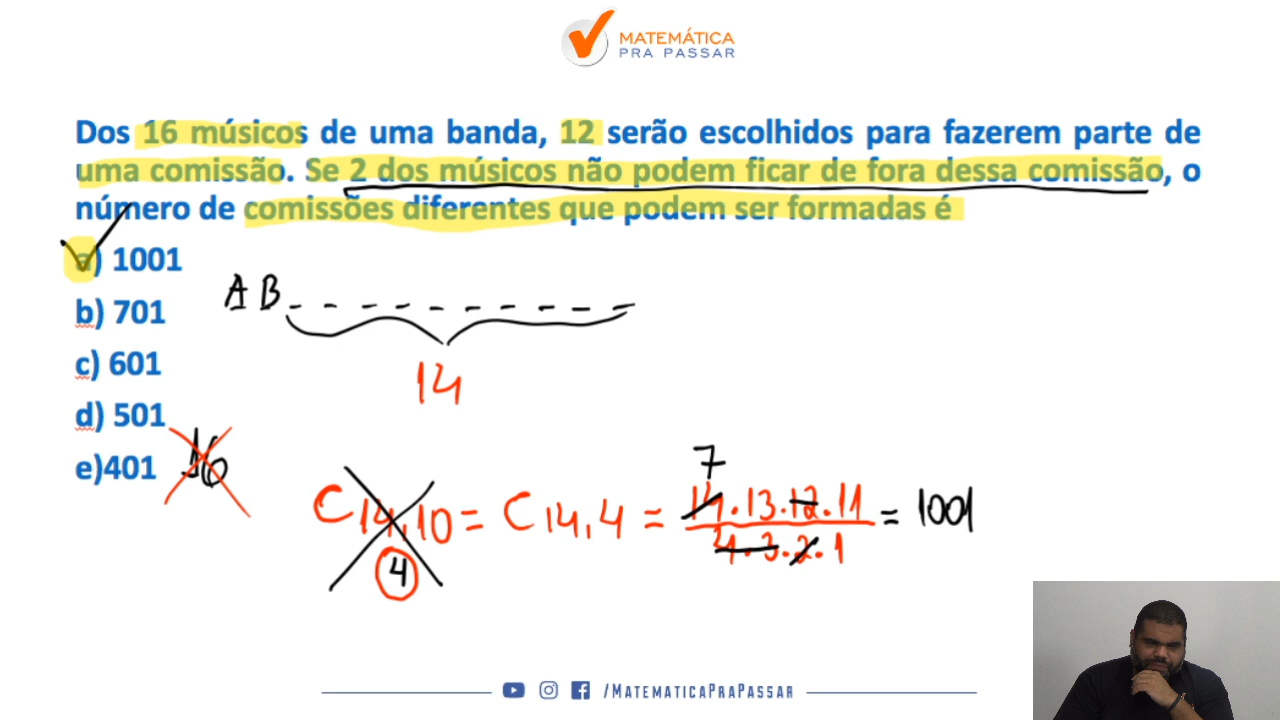 MATEMÁTICA
PRA PASSAR
Dos 16 músicos de uma banda, 12 serão escolhidos para fazerem parte de
uma comissão. Se 2 dos músicos não podem ficar de fora dessa comissão, o
número de comissões diferentes que podem ser formadas é
a) 1001
b) 701
c) 601
d) 501
e)401
A B _ _ _ _ _ _ _ _ _ _
14
16
7
C14,10 = C14,4 = 14.13.12.11 = 1001
4.3.2.1
4
/MATEMATICAPRAPASSAR